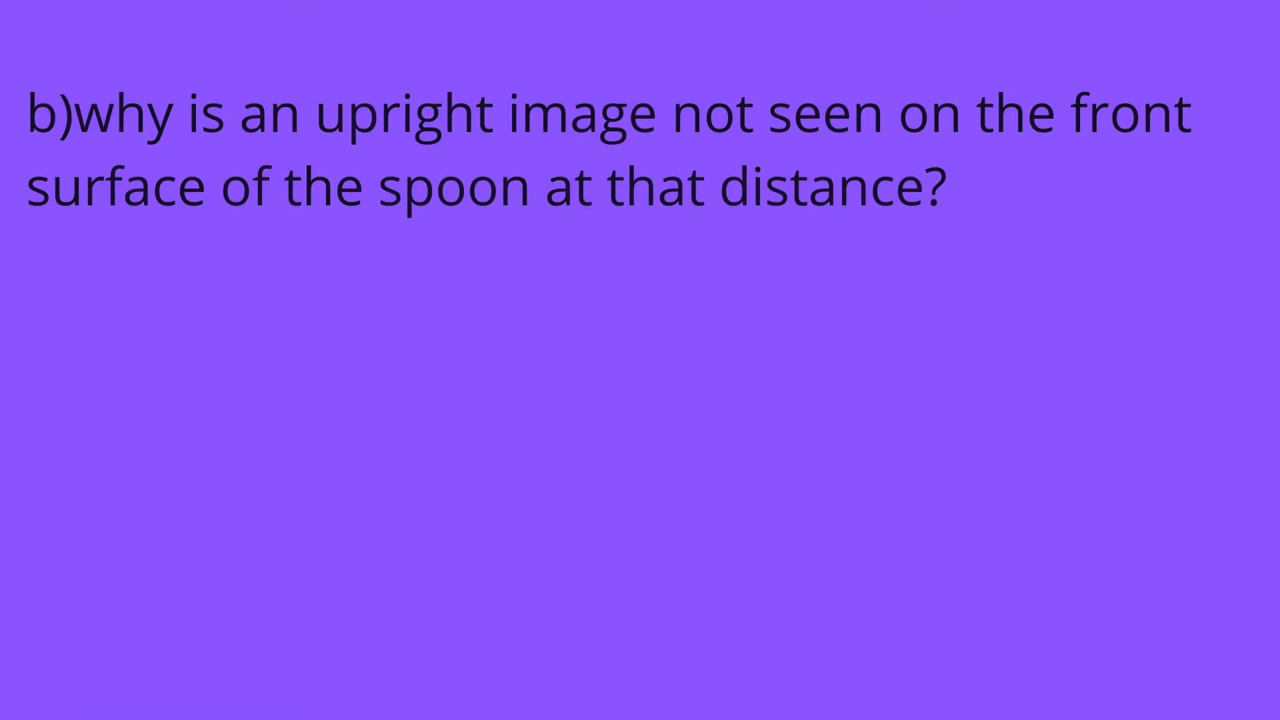 b)why is an upright image not seen on the front
surface of the spoon at that distance?